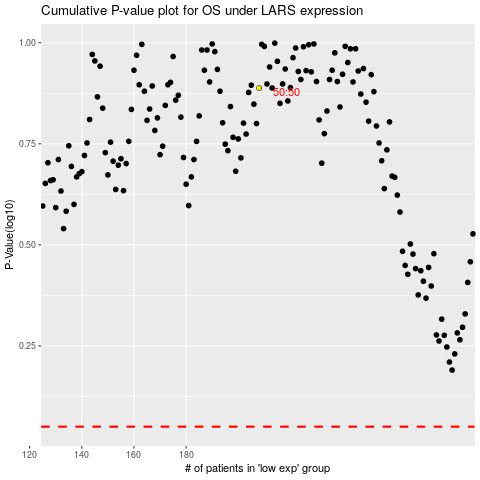 Cumulative P-value plot for OS under LARS expression
P-Value(log10)
1.00
0.75
0.50
0.25
50:50
120 140 160 180
# of patients in 'low exp' group